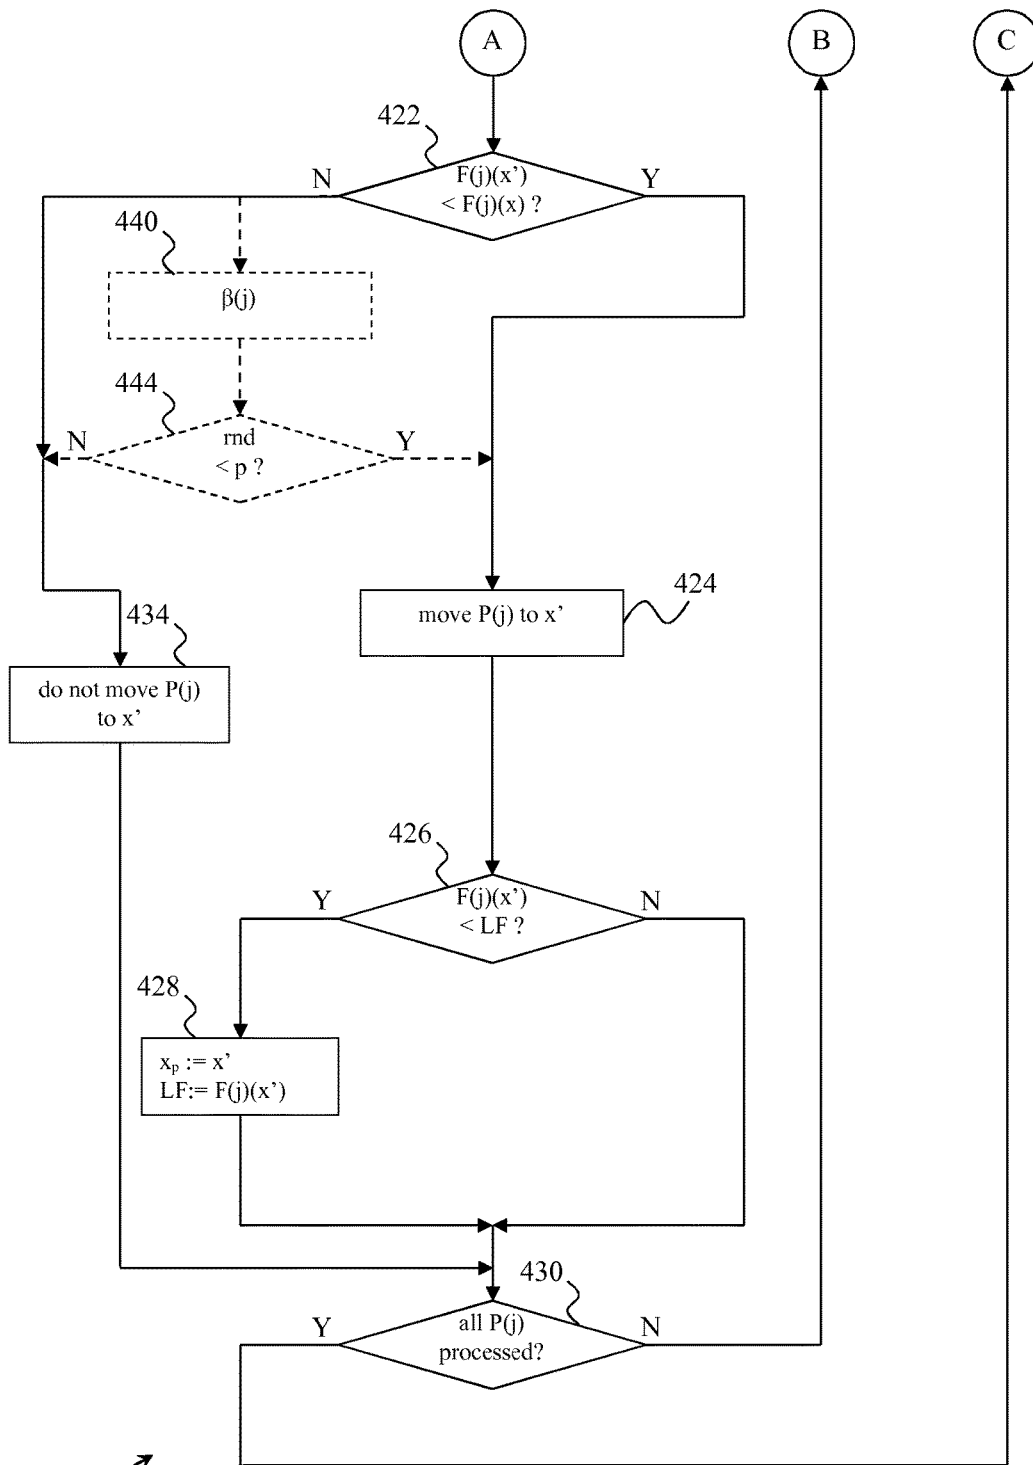 A
B
C
422
F(j)(x')
< F(j)(x) ?
N
Y
440
β(j)
444
rnd
< p ?
N
Y
424
move P(j) to x'
434
do not move P(j)
to x'
426
F(j)(x')
< LF ?
Y
N
428
xₚ := x'
LF:= F(j)(x')
430
all P(j)
processed?
Y
N